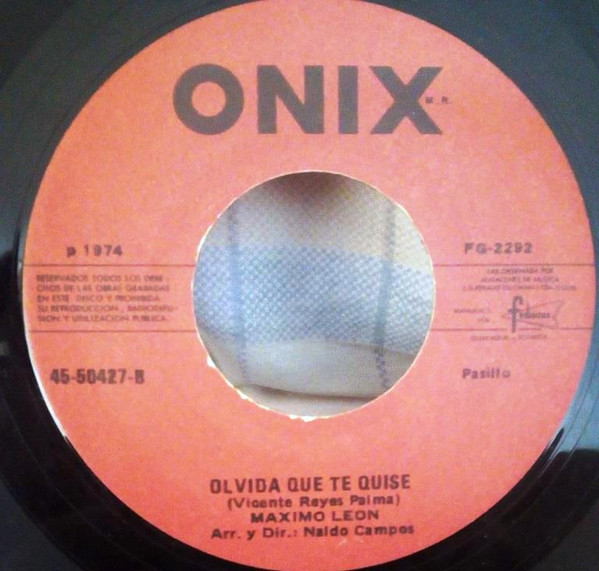 ONIX
M. R.
p 1974
FG-2292
RESERVADOS TODOS LOS DERE
CHOS DE LAS OBRAS GRABADAS
EN ESTE DISCO Y PROHIBIDA
SU REPRODUCCION, RADIODIFU-
SION Y UTILIZACION PUBLICA.
POR
45-50427-B
Pasillo
OLVIDA QUE TE QUISE
(Vicente Reyes Palma)
MAXIMO LEON
Arr. y Dir.: Naldo Campos